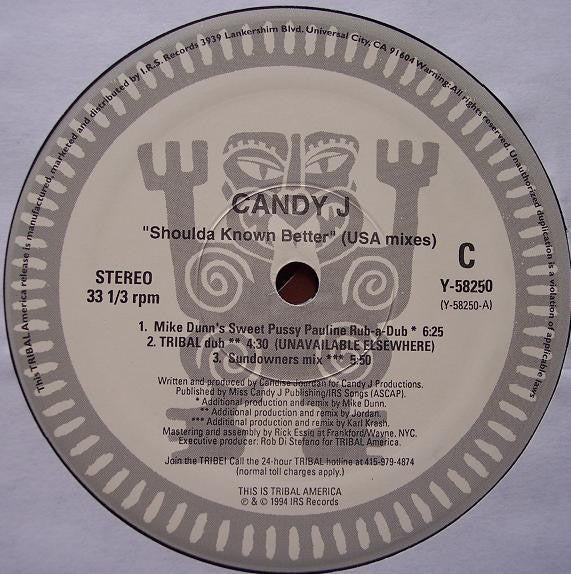 This TRIBAL America release is manufactured, marketed and distributed by I.R.S. Records 3939 Lankershim Blvd. Universal City, CA 91604 Warning-All rights reserved. Unauthorized duplication is a violation of applicable laws
CANDY J
"Shoulda Known Better" (USA mixes)
STEREO
33 1/3 rpm
C
Y-58250
(Y-58250-A)
1. Mike Dunn's Sweet Pussy Pauline Rub-a-Dub * 6:25
2. TRIBAL dub ** 4:30 (UNAVAILABLE ELSEWHERE)
3. Sundowners mix *** 5:50
Written and produced by Candise Jourdan for Candy J Productions.
Published by Miss Candy J Publishing/IRS Songs (ASCAP).
* Additional production and remix by Mike Dunn.
** Additional production and remix by Jordan.
*** Additional production and remix by Karl Krash.
Mastering and assembly by Rick Essig at Frankford/Wayne, NYC.
Executive producer: Rob Di Stefano for TRIBAL America.
Join the TRIBE! Call the 24-hour TRIBAL hotline at 415-979-4874
(normal toll charges apply.)
THIS IS TRIBAL AMERICA
℗ & © 1994 IRS Records